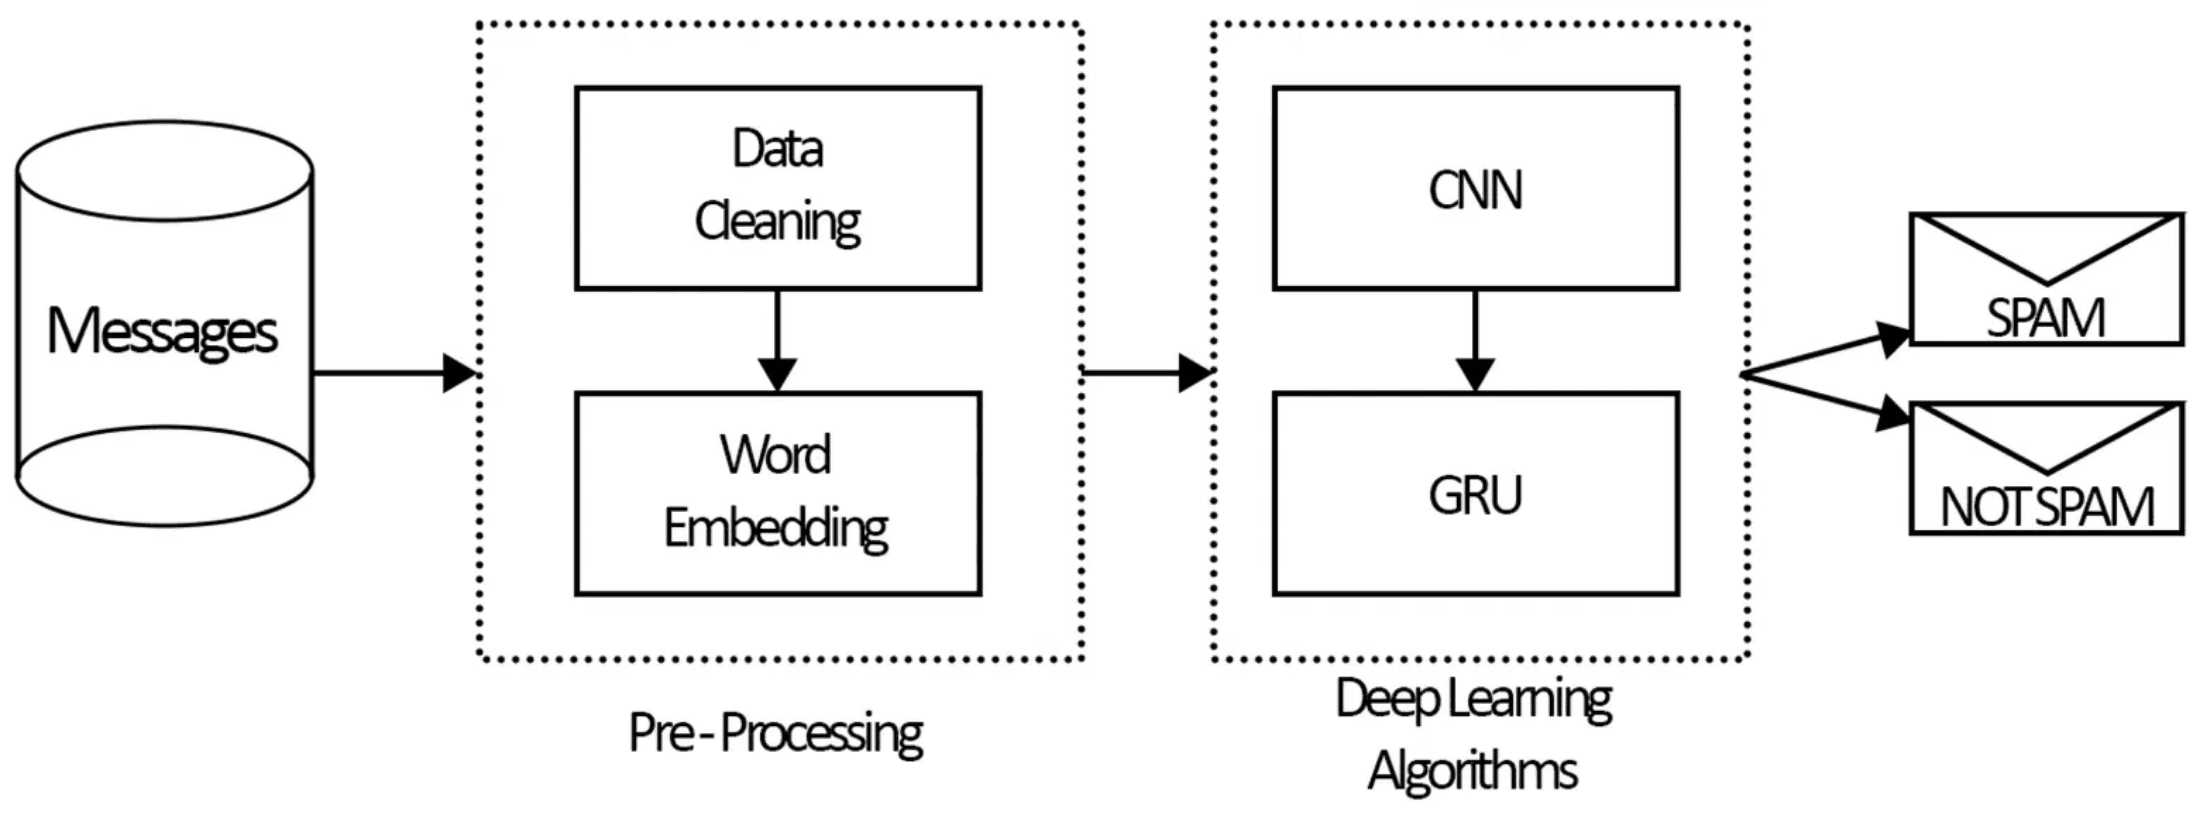 Messages
Data
Cleaning
Word
Embedding
Pre - Processing
CNN
GRU
Deep Learning
Algorithms
SPAM
NOT SPAM